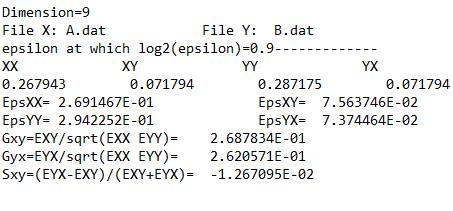 Dimension=9
File X: A.dat File Y: B.dat
epsilon at which log2(epsilon)=0.9-------------
XX XY YY YX
0.267943 0.071794 0.287175 0.071794
EpsXX= 2.691467E-01 EpsXY= 7.563746E-02
EpsYY= 2.942252E-01 EpsYX= 7.374464E-02
Gxy=EXY/sqrt(EXX EYY)= 2.687834E-01
Gyx=EYX/sqrt(EXX EYY)= 2.620571E-01
Sxy=(EYX-EXY)/(EXY+EYX)= -1.267095E-02